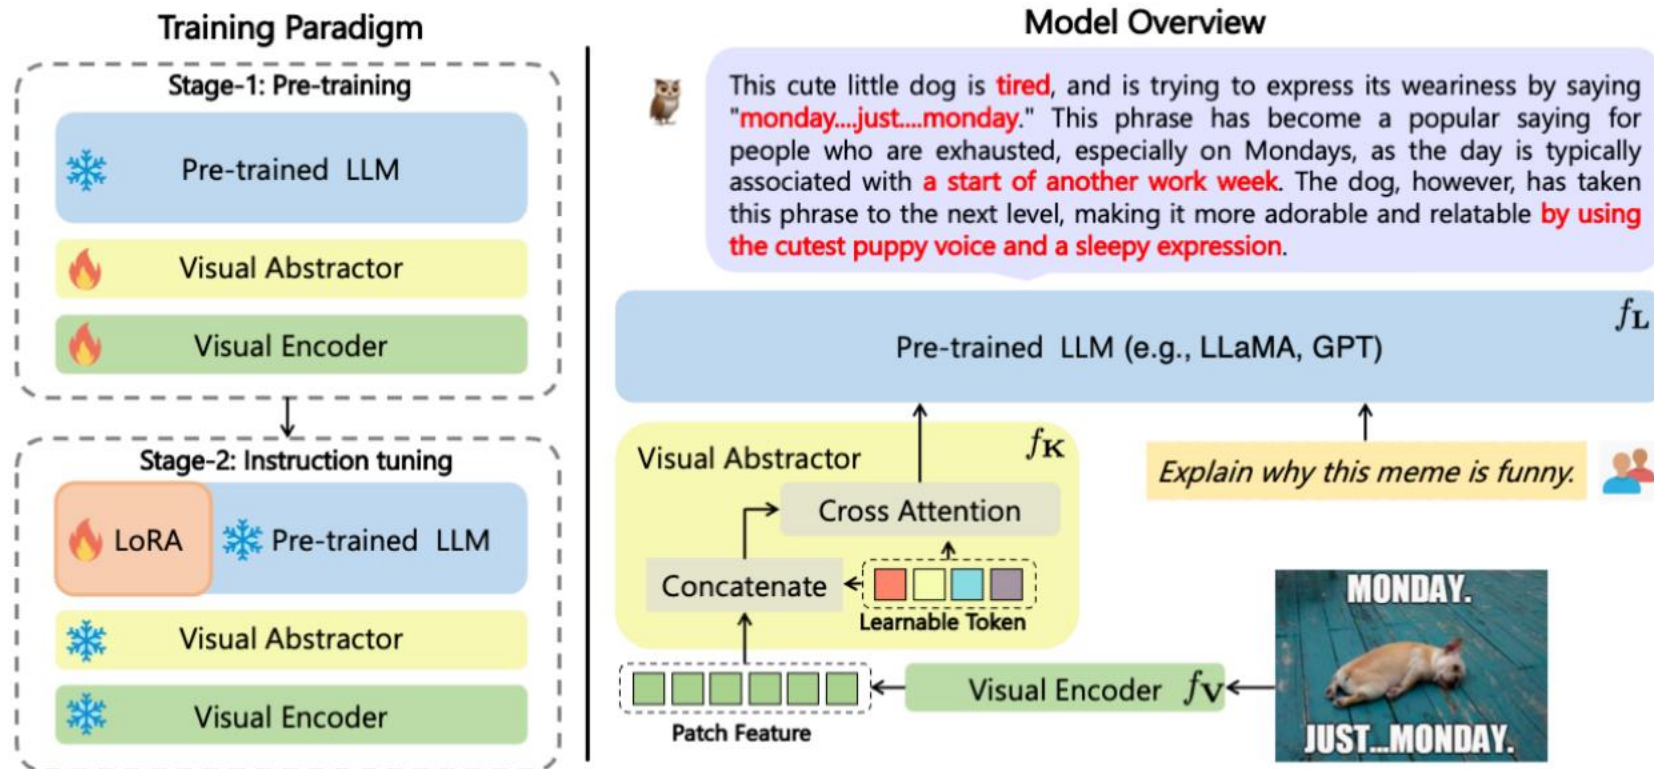 Training Paradigm
Stage-1: Pre-training
Pre-trained LLM
Visual Abstractor
Visual Encoder
Stage-2: Instruction tuning
LoRA
Pre-trained LLM
Visual Abstractor
Visual Encoder
Model Overview
This cute little dog is tired, and is trying to express its weariness by saying
"monday....just....monday." This phrase has become a popular saying for
people who are exhausted, especially on Mondays, as the day is typically
associated with a start of another work week. The dog, however, has taken
this phrase to the next level, making it more adorable and relatable by using
the cutest puppy voice and a sleepy expression.
f_L
Pre-trained LLM (e.g., LLaMA, GPT)
Visual Abstractor
f_K
Explain why this meme is funny.
Cross Attention
Concatenate
Learnable Token
Visual Encoder f_V
Patch Feature
MONDAY.
JUST...MONDAY.